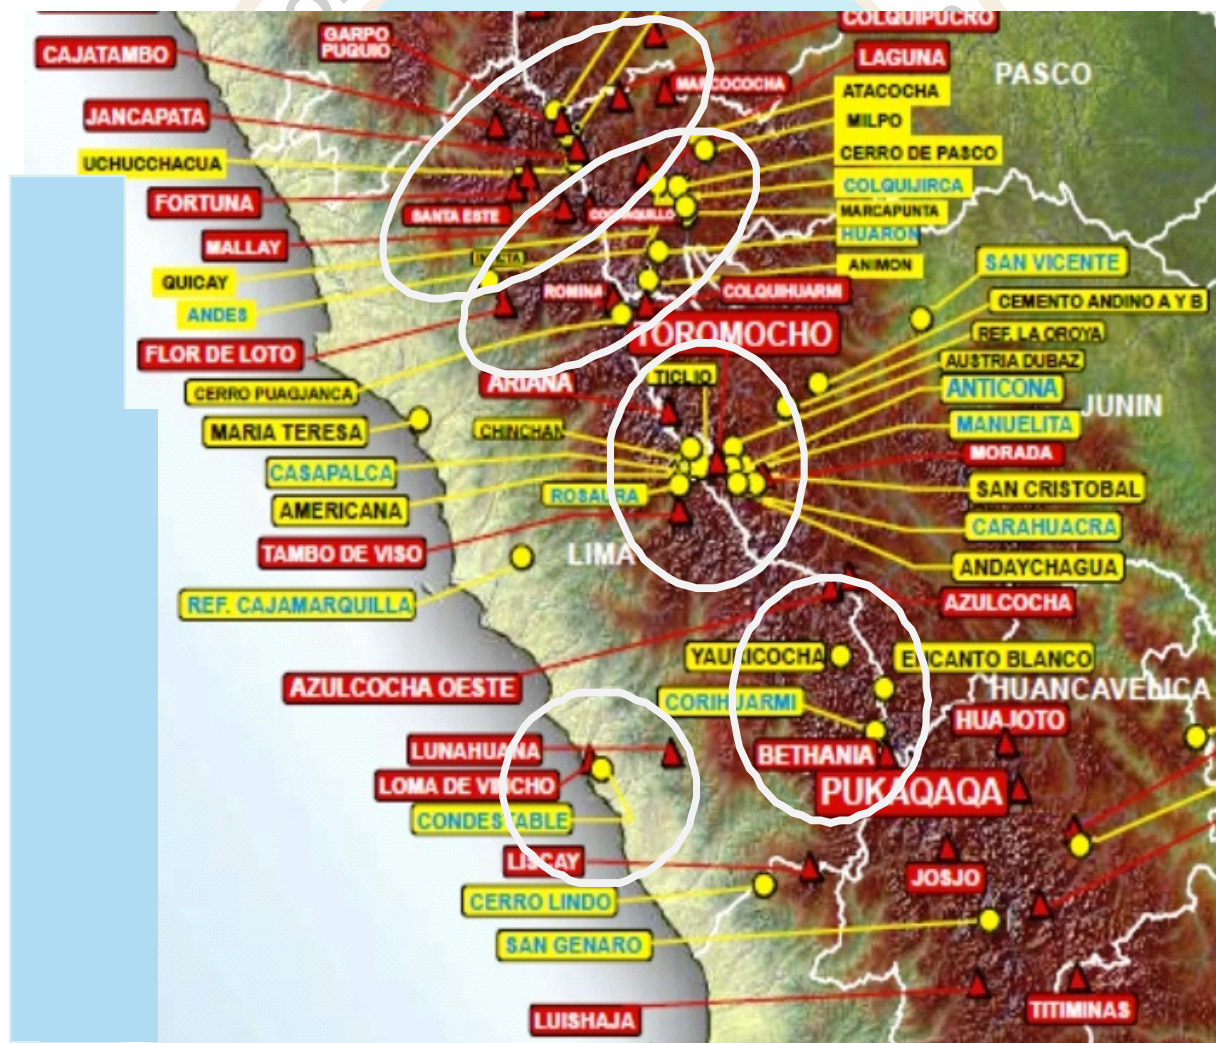 COLQUIPUCRO
GARPO
PUQUIO
CAJATAMBO
LAGUNA
PASCO
MARCOCOCHA
ATACOCHA
JANCAPATA
MILPO
UCHUCCHACUA
CERRO DE PASCO
COLQUIJIRCA
FORTUNA
SANTA ESTE
MARCAPUNTA
HUARON
MALLAY
ANIMON
SAN VICENTE
QUICAY
ROMINA
COLQUIHUARMI
CEMENTO ANDINO A Y B
ANDES
TOROMOCHO
REF. LA OROYA
FLOR DE LOTO
AUSTRIA DUBAZ
TICLIO
ARIANA
ANTICONA
CERRO PUAGJANCA
JUNIN
MARIA TERESA
CHINCHAN
MANUELITA
MORADA
CASAPALCA
SAN CRISTOBAL
ROSAURA
AMERICANA
CARAHUACRA
TAMBO DE VISO
LIMA
ANDAYCHAGUA
REF. CAJAMARQUILLA
AZULCOCHA
YAURICOCHA
ENCANTO BLANCO
AZULCOCHA OESTE
HUANCAVELICA
CORIHUARMI
HUAJOTO
LUNAHUANA
BETHANIA
LOMA DE VINCHO
PUKAQAQA
CONDESTABLE
LISCAY
JOSJO
CERRO LINDO
SAN GENARO
LUISHAJA
TITIMINAS